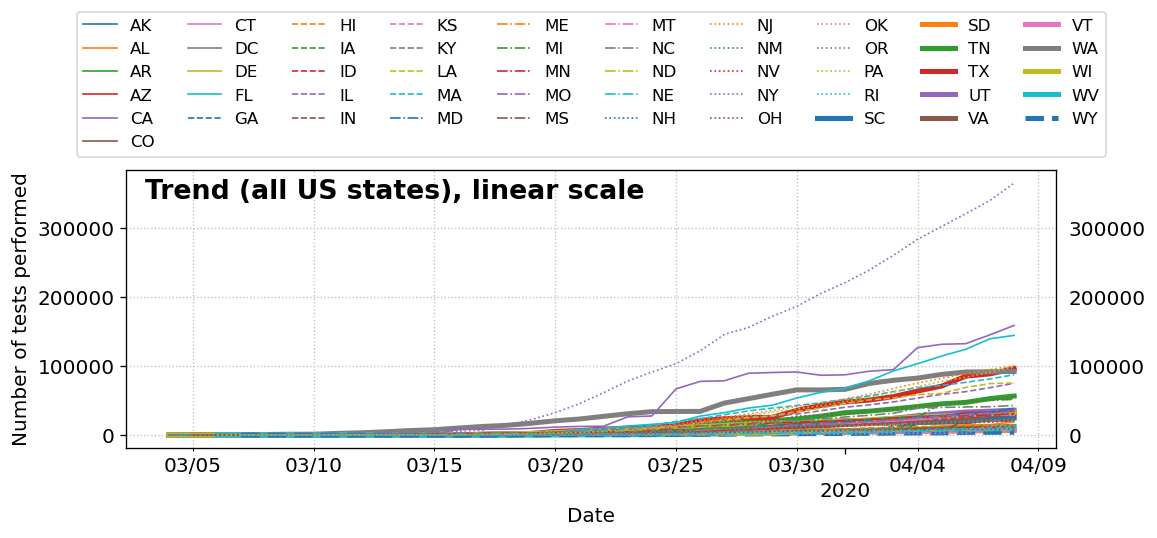 AK CT HI KS ME MT NJ OK SD VT
AL DC IA KY MI NC NM OR TN WA
AR DE ID LA MN ND NV PA TX WI
AZ FL IL MA MO NE NY RI UT WV
CA GA IN MD MS NH OH SC VA WY
CO
Trend (all US states), linear scale
Number of tests performed
300000 300000
200000 200000
100000 100000
0 0
03/05 03/10 03/15 03/20 03/25 03/30 04/04 04/09
2020
Date